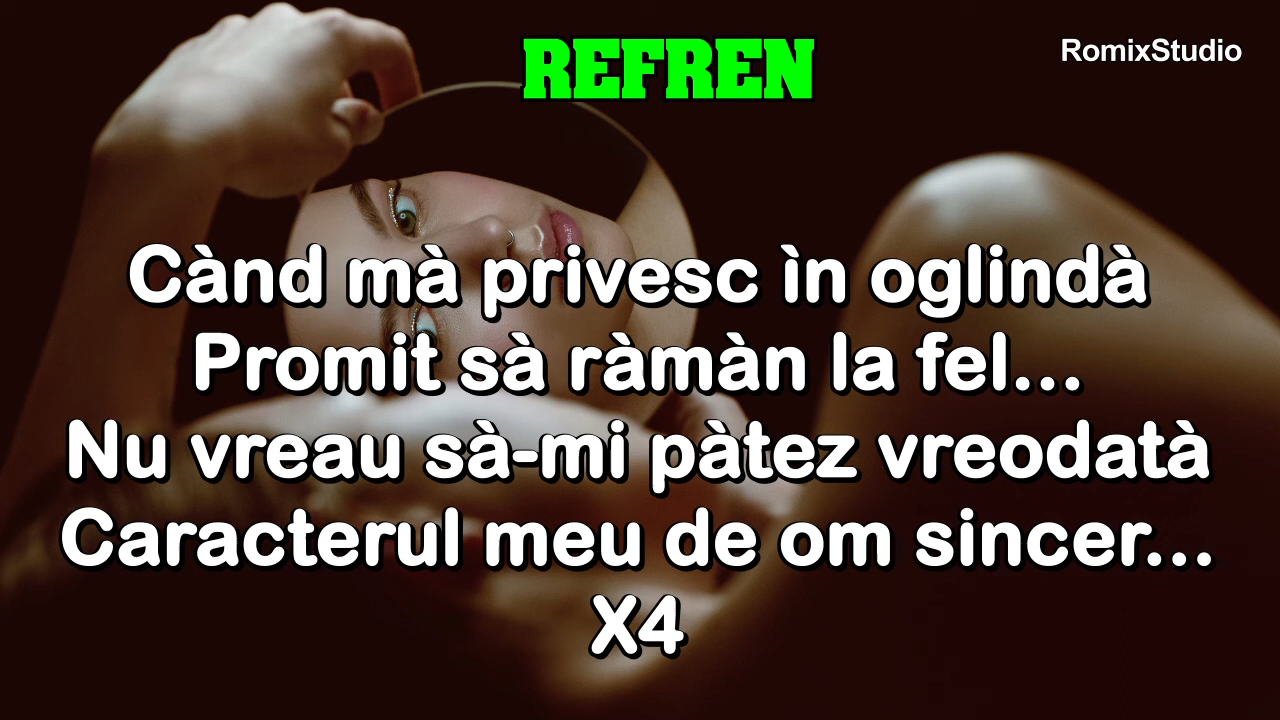 REFREN
RomixStudio
Cànd mà privesc ìn oglindà
Promit sà ràmàn la fel...
Nu vreau sà-mi pàtez vreodatà
Caracterul meu de om sincer...
X4